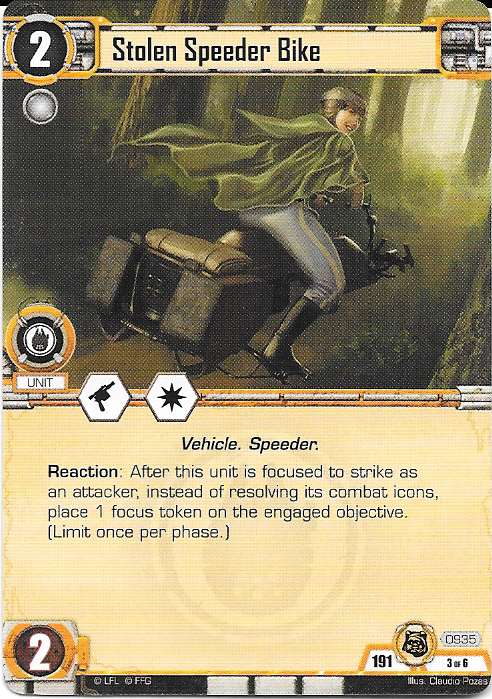 2
Stolen Speeder Bike
UNIT
Vehicle. Speeder.
Reaction: After this unit is focused to strike as
an attacker, instead of resolving its combat icons,
place 1 focus token on the engaged objective.
(Limit once per phase.)
2
0935
191
3 OF 6
© LFL © FFG
Illus. Claudio Pozas